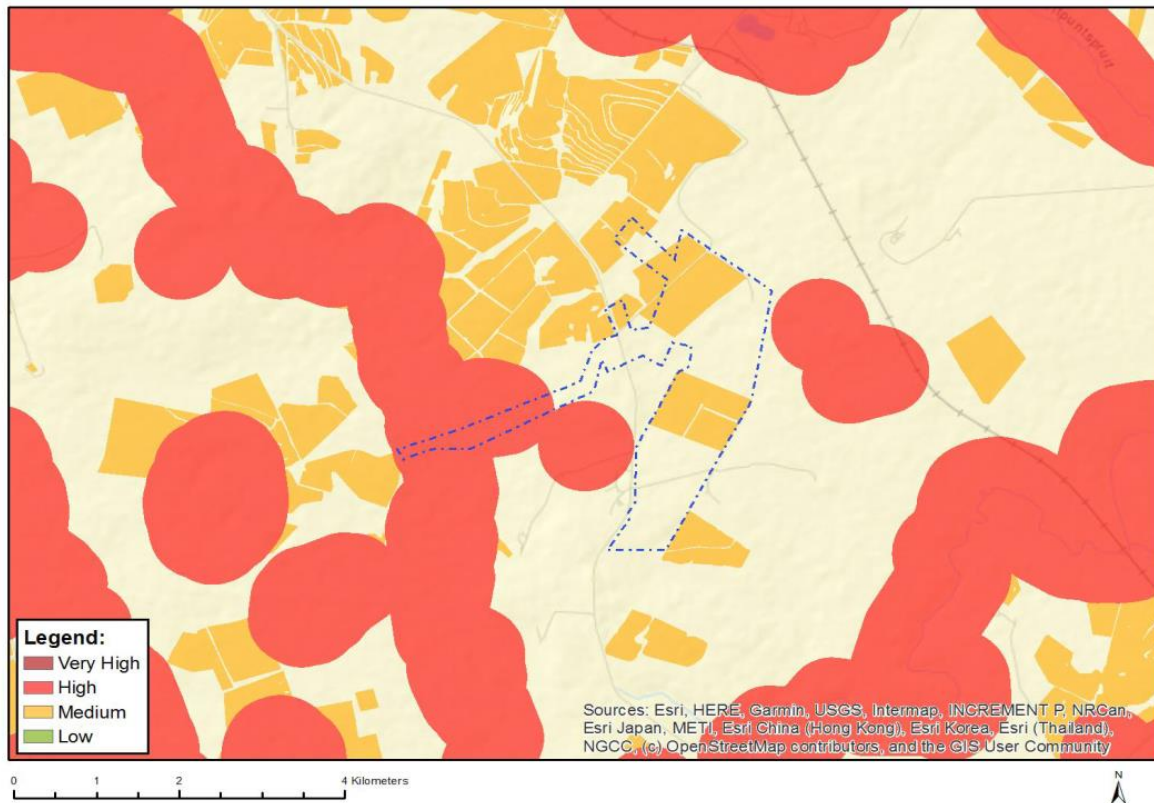 ountspruit
Legend:
Very High
High
Medium
Low
Sources: Esri, HERE, Garmin, USGS, Intermap, INCREMENT P, NRCan,
Esri Japan, METI, Esri China (Hong Kong), Esri Korea, Esri (Thailand),
NGCC, (c) OpenStreetMap contributors, and the GIS User Community
0 1 2 4 Kilometers
N